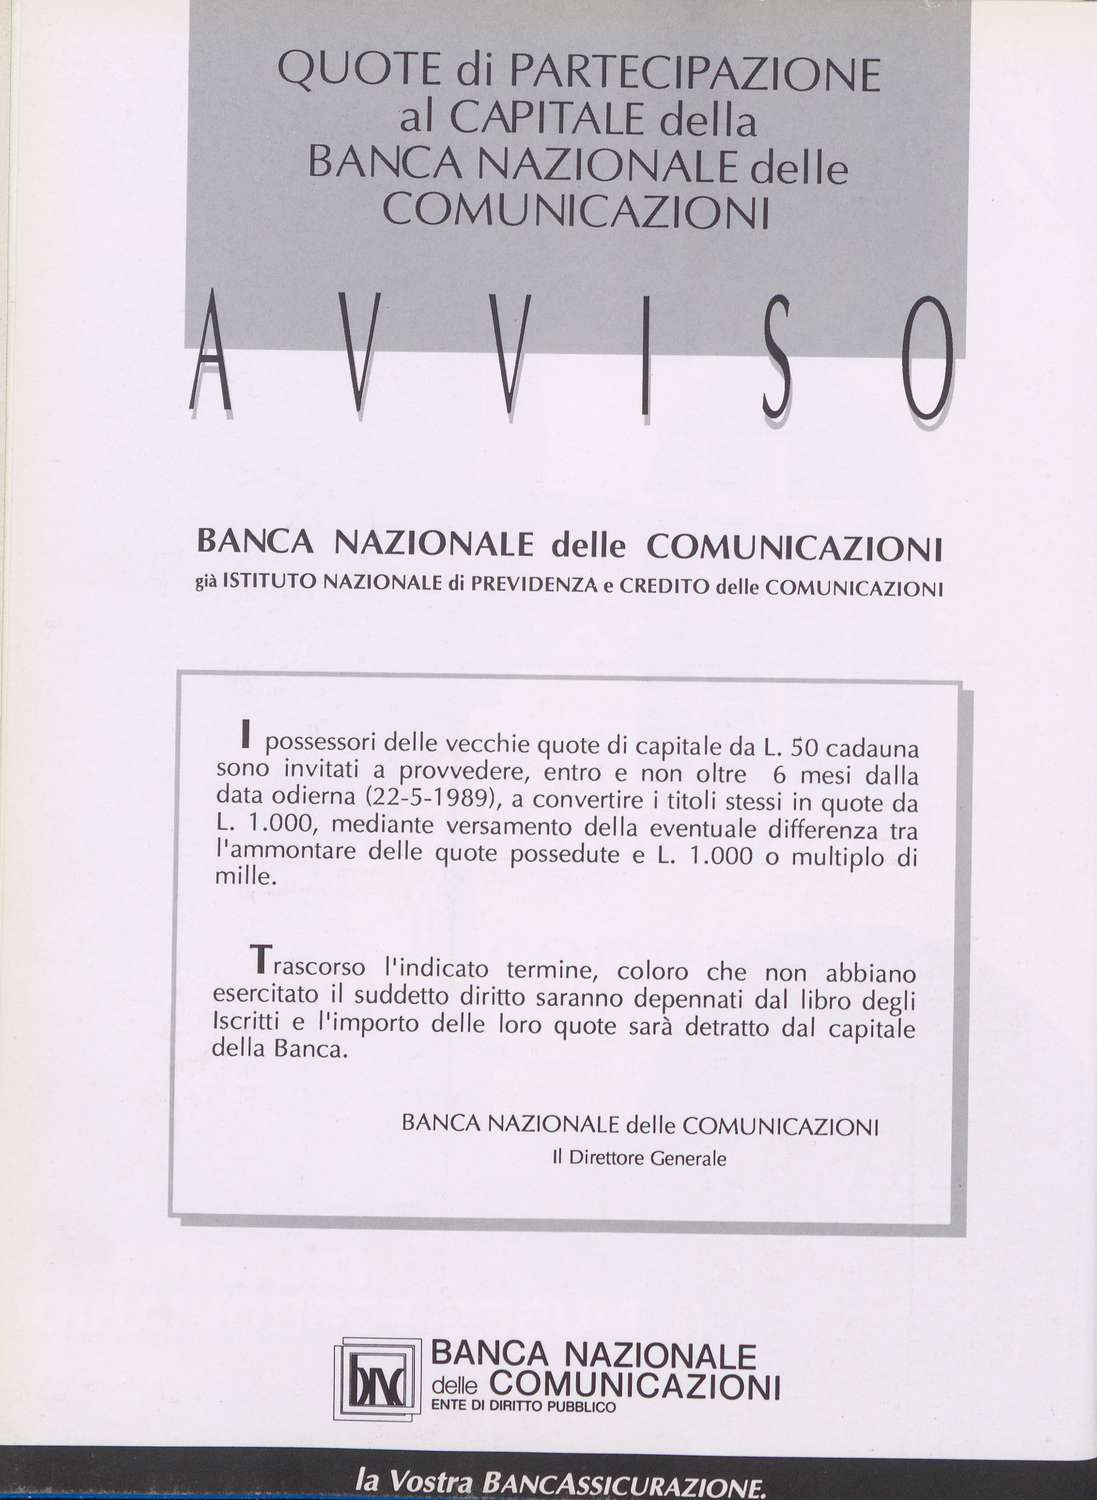 QUOTE di PARTECIPAZIONE
al CAPITALE della
BANCA NAZIONALE delle
COMUNICAZIONI
AVVISO
BANCA NAZIONALE delle COMUNICAZIONI
già ISTITUTO NAZIONALE di PREVIDENZA e CREDITO delle COMUNICAZIONI
I possessori delle vecchie quote di capitale da L. 50 cadauna
sono invitati a provvedere, entro e non oltre 6 mesi dalla
data odierna (22-5-1989), a convertire i titoli stessi in quote da
L. 1.000, mediante versamento della eventuale differenza tra
l'ammontare delle quote possedute e L. 1.000 o multiplo di
mille.
Trascorso l'indicato termine, coloro che non abbiano
esercitato il suddetto diritto saranno depennati dal libro degli
Iscritti e l'importo delle loro quote sarà detratto dal capitale
della Banca.
BANCA NAZIONALE delle COMUNICAZIONI
Il Direttore Generale
bnc
BANCA NAZIONALE
delle COMUNICAZIONI
ENTE DI DIRITTO PUBBLICO
la Vostra BANCASSICURAZIONE.